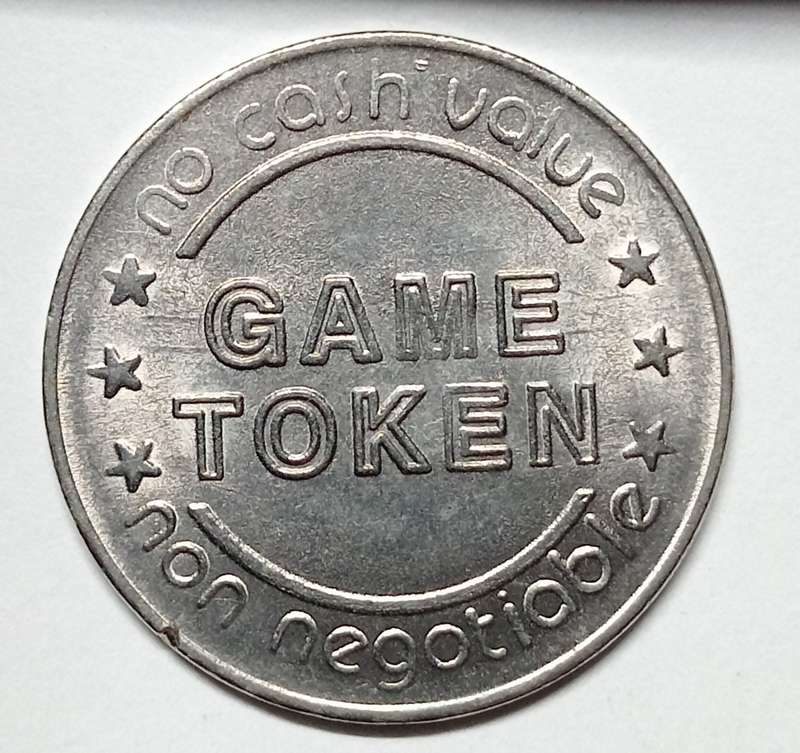 no cash value
GAME
TOKEN
non negotiable